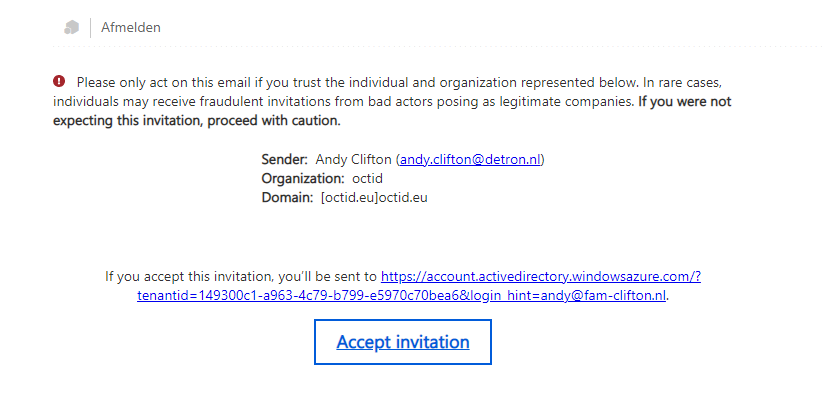 Afmelden
Please only act on this email if you trust the individual and organization represented below. In rare cases,
individuals may receive fraudulent invitations from bad actors posing as legitimate companies. If you were not
expecting this invitation, proceed with caution.
Sender: Andy Clifton (andy.clifton@detron.nl)
Organization: octid
Domain: [octid.eu]octid.eu
If you accept this invitation, you’ll be sent to https://account.activedirectory.windowsazure.com/?
tenantid=149300c1-a963-4c79-b799-e5970c70bea6&login_hint=andy@fam-clifton.nl.
Accept invitation